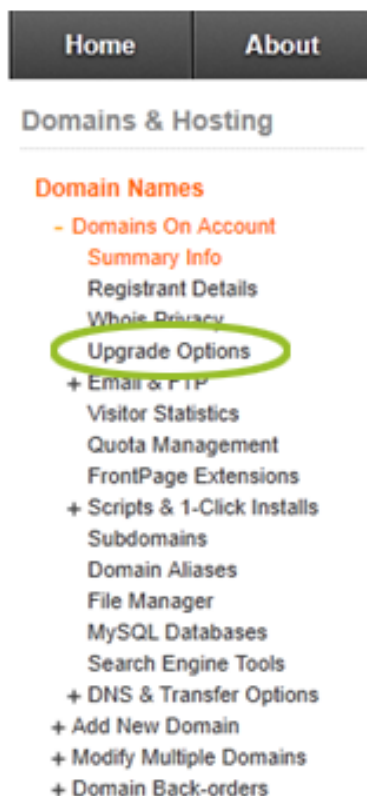 Home About
Domains & Hosting
Domain Names
- Domains On Account
Summary Info
Registrant Details
Whois Privacy
Upgrade Options
+ Email & FTP
Visitor Statistics
Quota Management
FrontPage Extensions
+ Scripts & 1-Click Installs
Subdomains
Domain Aliases
File Manager
MySQL Databases
Search Engine Tools
+ DNS & Transfer Options
+ Add New Domain
+ Modify Multiple Domains
+ Domain Back-orders